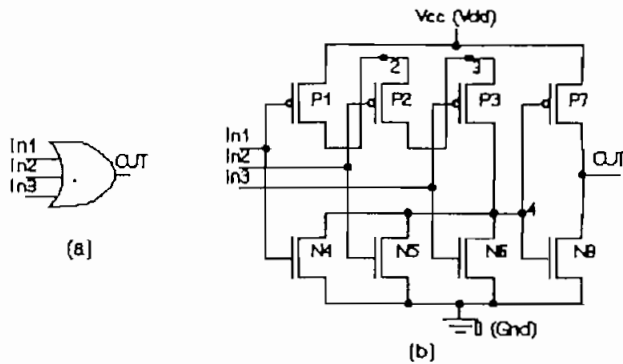 Vcc (Vdd)
2
3
P1
P2
P3
P7
In1
In2
In3
OUT
In1
In2
In3
OUT
4
N4
N5
N6
N8
(a)
0 (Gnd)
(b)